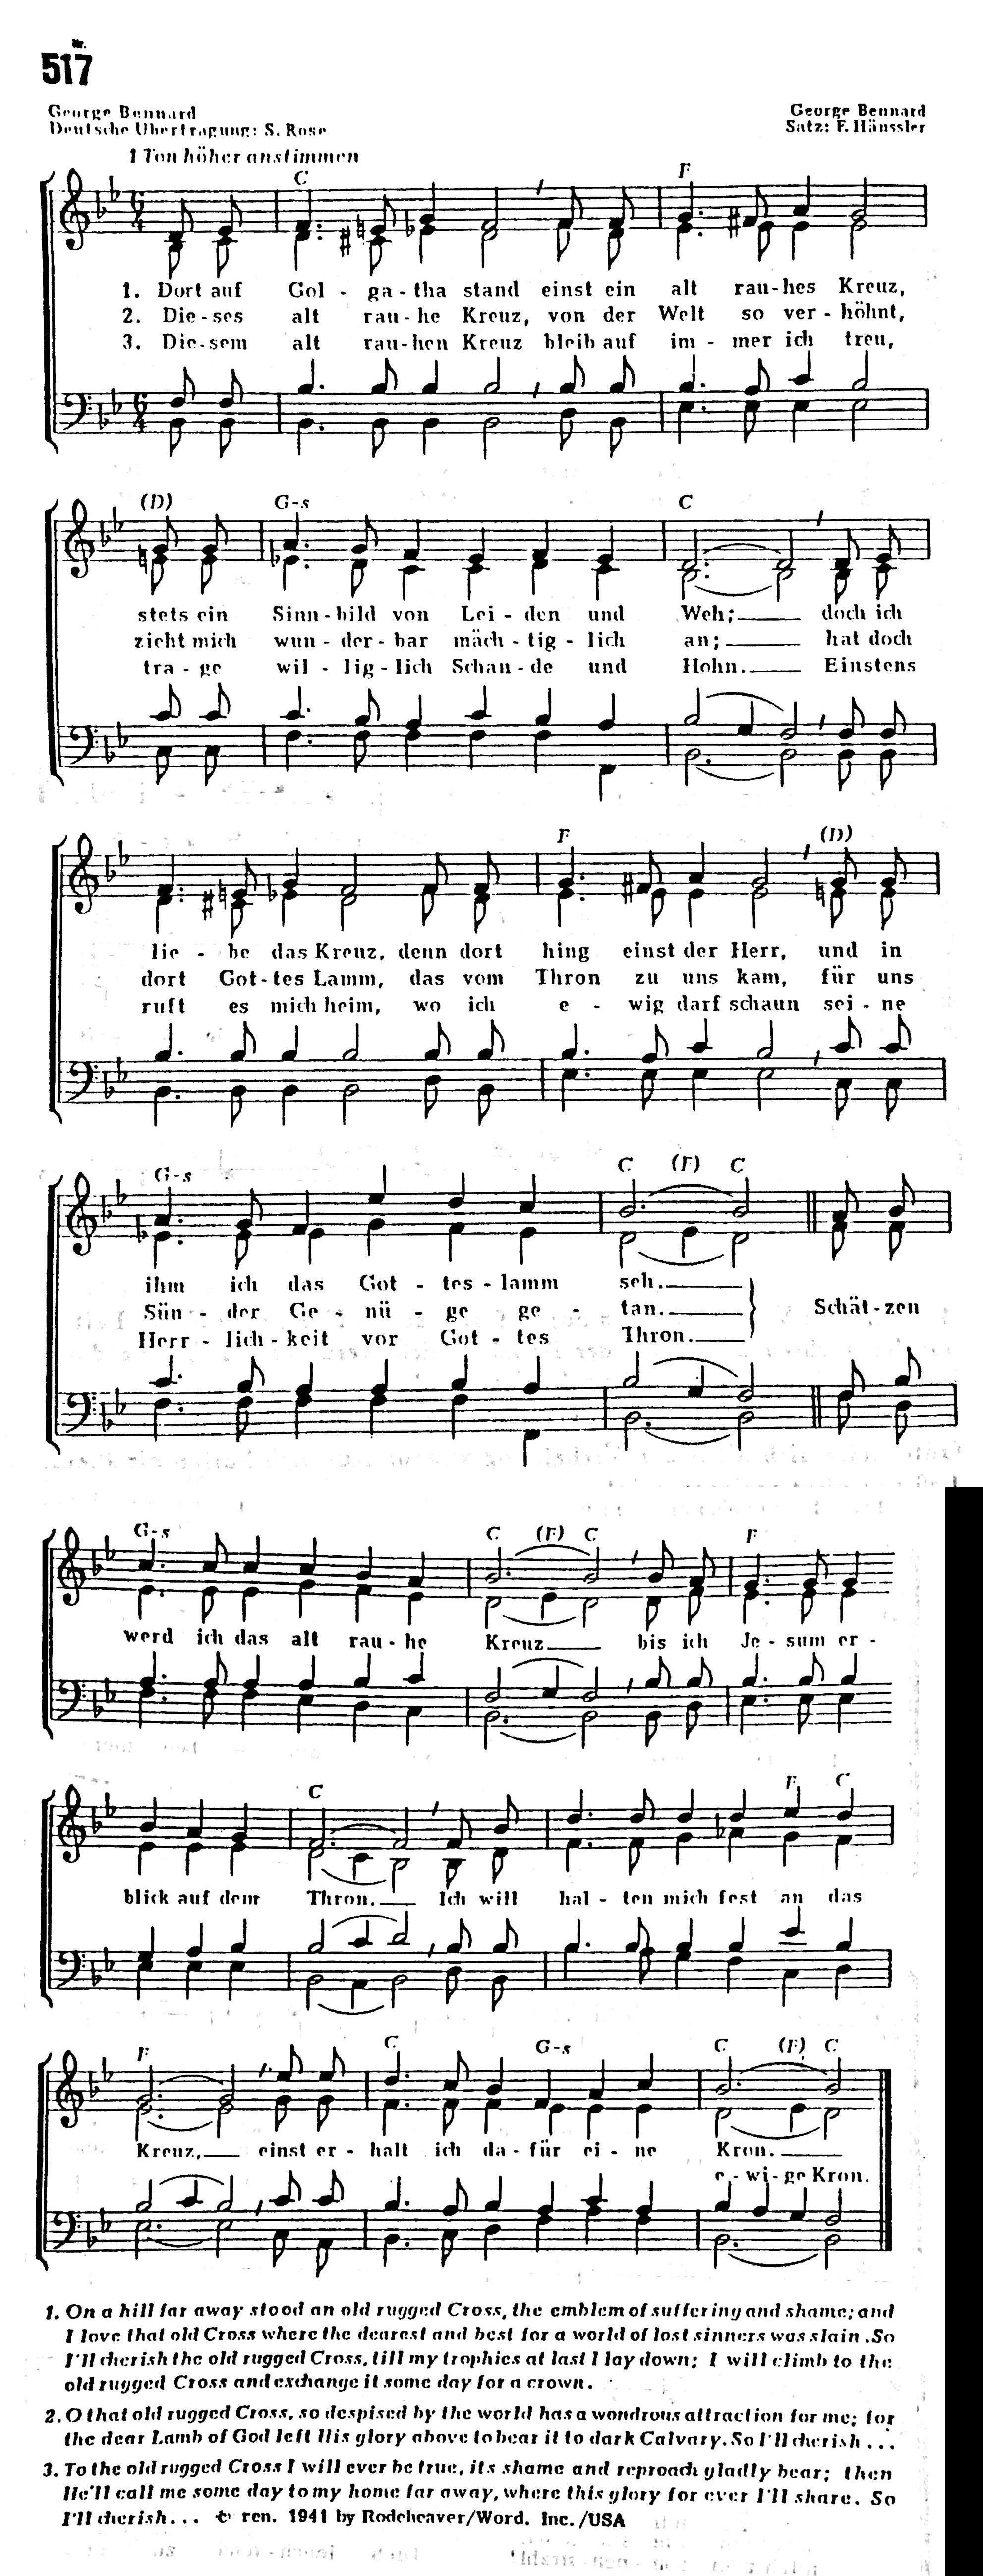 Nr.
517
George Bennard
Deutsche Übertragung: S. Rose
George Bennard
Satz: F. Hänssler
1 Ton höher anstimmen
C F
1. Dort auf Gol - ga - tha stand einst ein alt rau - hes Kreuz,
2. Die - ses alt rau - he Kreuz, von der Welt so ver - höhnt,
3. Die - sem alt rau - hen Kreuz bleib auf im - mer ich treu,
(D) G-s C
stets ein Sinn - bild von Lei - den und Weh; doch ich
zieht mich wun - der - bar mäch - tig - lich an; hat doch
tra - ge wil - lig - lich Schan - de und Hohn. Einstens
F (D)
lie - be das Kreuz, denn dort hing einst der Herr, und in
dort Got - tes Lamm, das vom Thron zu uns kam, für uns
ruft es mich heim, wo ich e - wig darf schaun sei - ne
G-s C (F) C
ihm ich das Got - tes - lamm seh.
Sün - der Ge - nü - ge ge - tan. Schät - zen
Herr - lich - keit vor Got - tes Thron.
G-s C (F) C F
werd ich das alt rau - he Kreuz bis ich Je - sum er -
C F C
blick auf dem Thron. Ich will hal - ten mich fest an das
F C G-s C (F) C
Kreuz, einst er - halt ich da - für ei - ne Kron.
e - wi - ge Kron.
1. On a hill far away stood an old rugged Cross, the emblem of suffering and shame; and
I love that old Cross where the dearest and best for a world of lost sinners was slain. So
I'll cherish the old rugged Cross, till my trophies at last I lay down; I will climb to the
old rugged Cross and exchange it some day for a crown.
2. O that old rugged Cross, so despised by the world has a wondrous attraction for me; for
the dear Lamb of God left His glory above to bear it to dark Calvary. So I'll cherish ...
3. To the old rugged Cross I will ever be true, its shame and reproach gladly bear; then
He'll call me some day to my home far away, where this glory for ever I'll share. So
I'll cherish ... © ren. 1941 by Rodeheaver/Word. Inc./USA